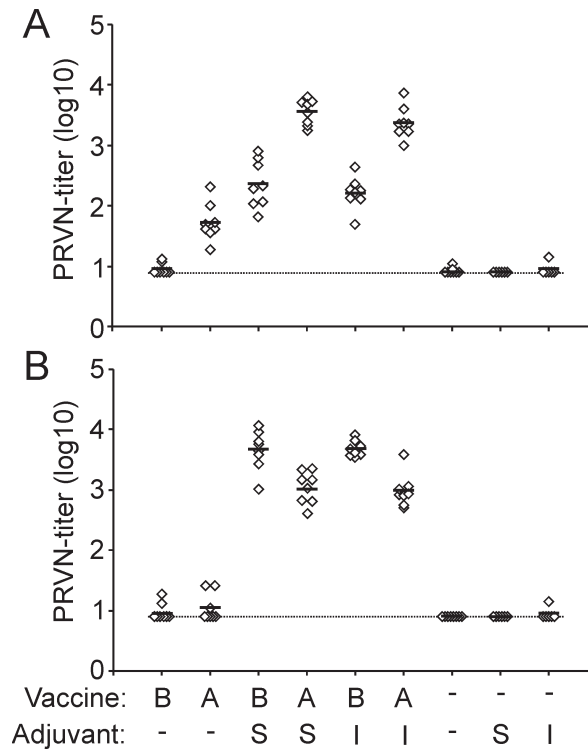 A
5
4
3
2
1
0
PRVN-titer (log10)
B
5
4
3
2
1
0
PRVN-titer (log10)
Vaccine: B A B A B A - - -
Adjuvant: - - S S I I - S I